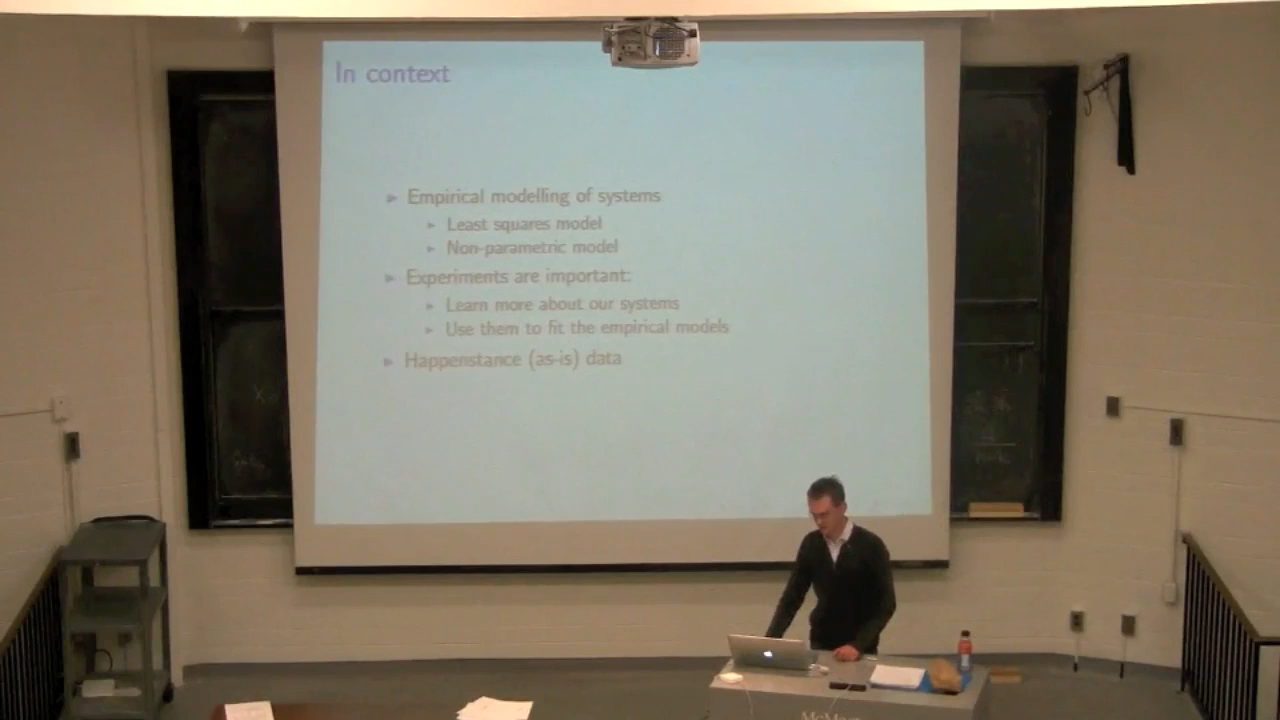 In context
Empirical modelling of systems
Least squares model
Non-parametric model
Experiments are important:
Learn more about our systems
Use them to fit the empirical models
Happenstance (as-is) data